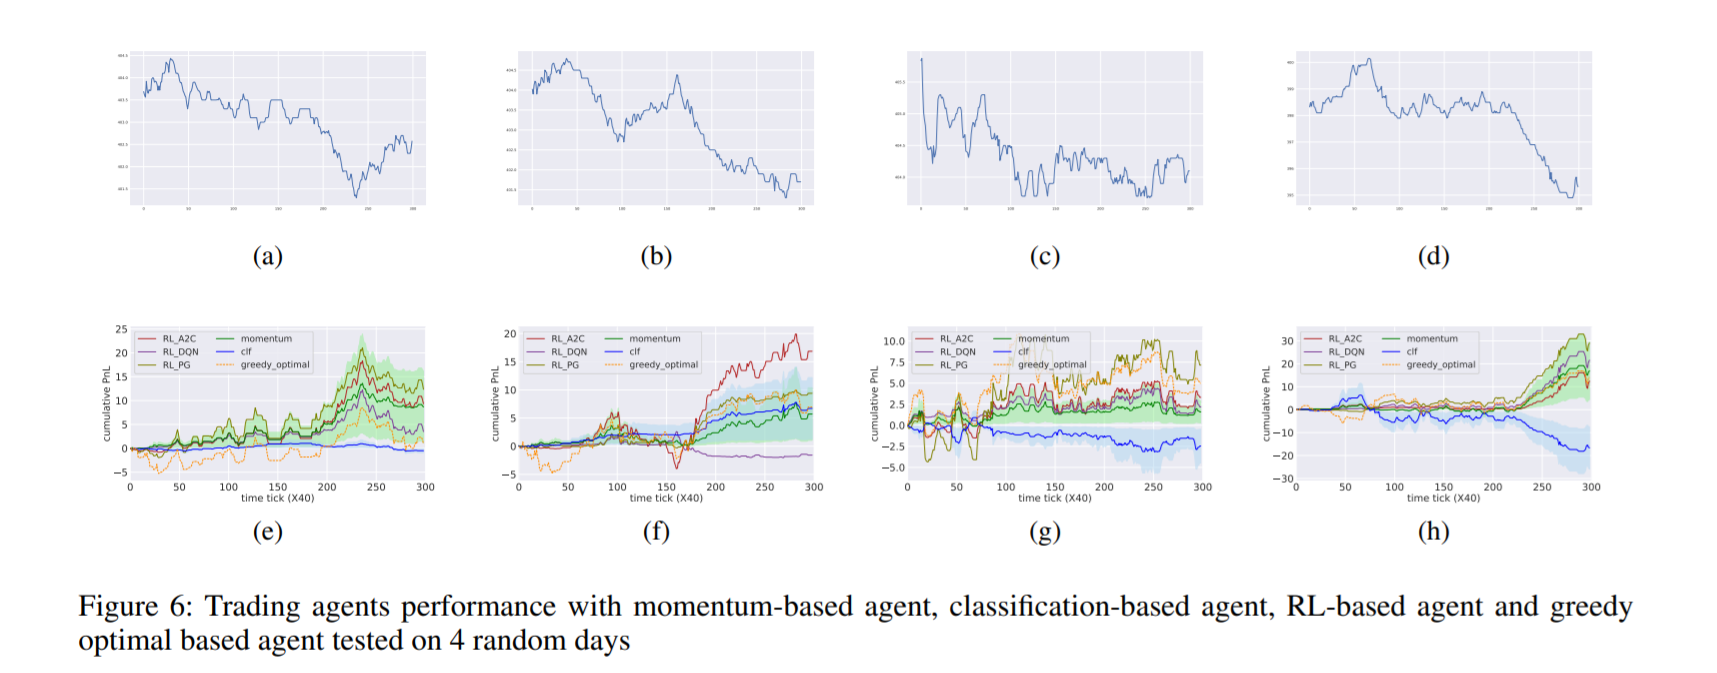 (a)
(b)
(c)
(d)
25
20
15
10
5
0
−5
cumulative PnL
RL_A2C
RL_DQN
RL_PG
momentum
clf
greedy_optimal
0 50 100 150 200 250 300
time tick (X40)
20
15
10
5
0
−5
cumulative PnL
RL_A2C
RL_DQN
RL_PG
momentum
clf
greedy_optimal
0 50 100 150 200 250 300
time tick (X40)
10.0
7.5
5.0
2.5
0.0
−2.5
−5.0
cumulative PnL
RL_A2C
RL_DQN
RL_PG
momentum
clf
greedy_optimal
0 50 100 150 200 250 300
time tick (X40)
30
20
10
0
−10
−20
−30
cumulative PnL
RL_A2C
RL_DQN
RL_PG
momentum
clf
greedy_optimal
0 50 100 150 200 250 300
time tick (X40)
(e)
(f)
(g)
(h)
Figure 6: Trading agents performance with momentum-based agent, classification-based agent, RL-based agent and greedy
optimal based agent tested on 4 random days